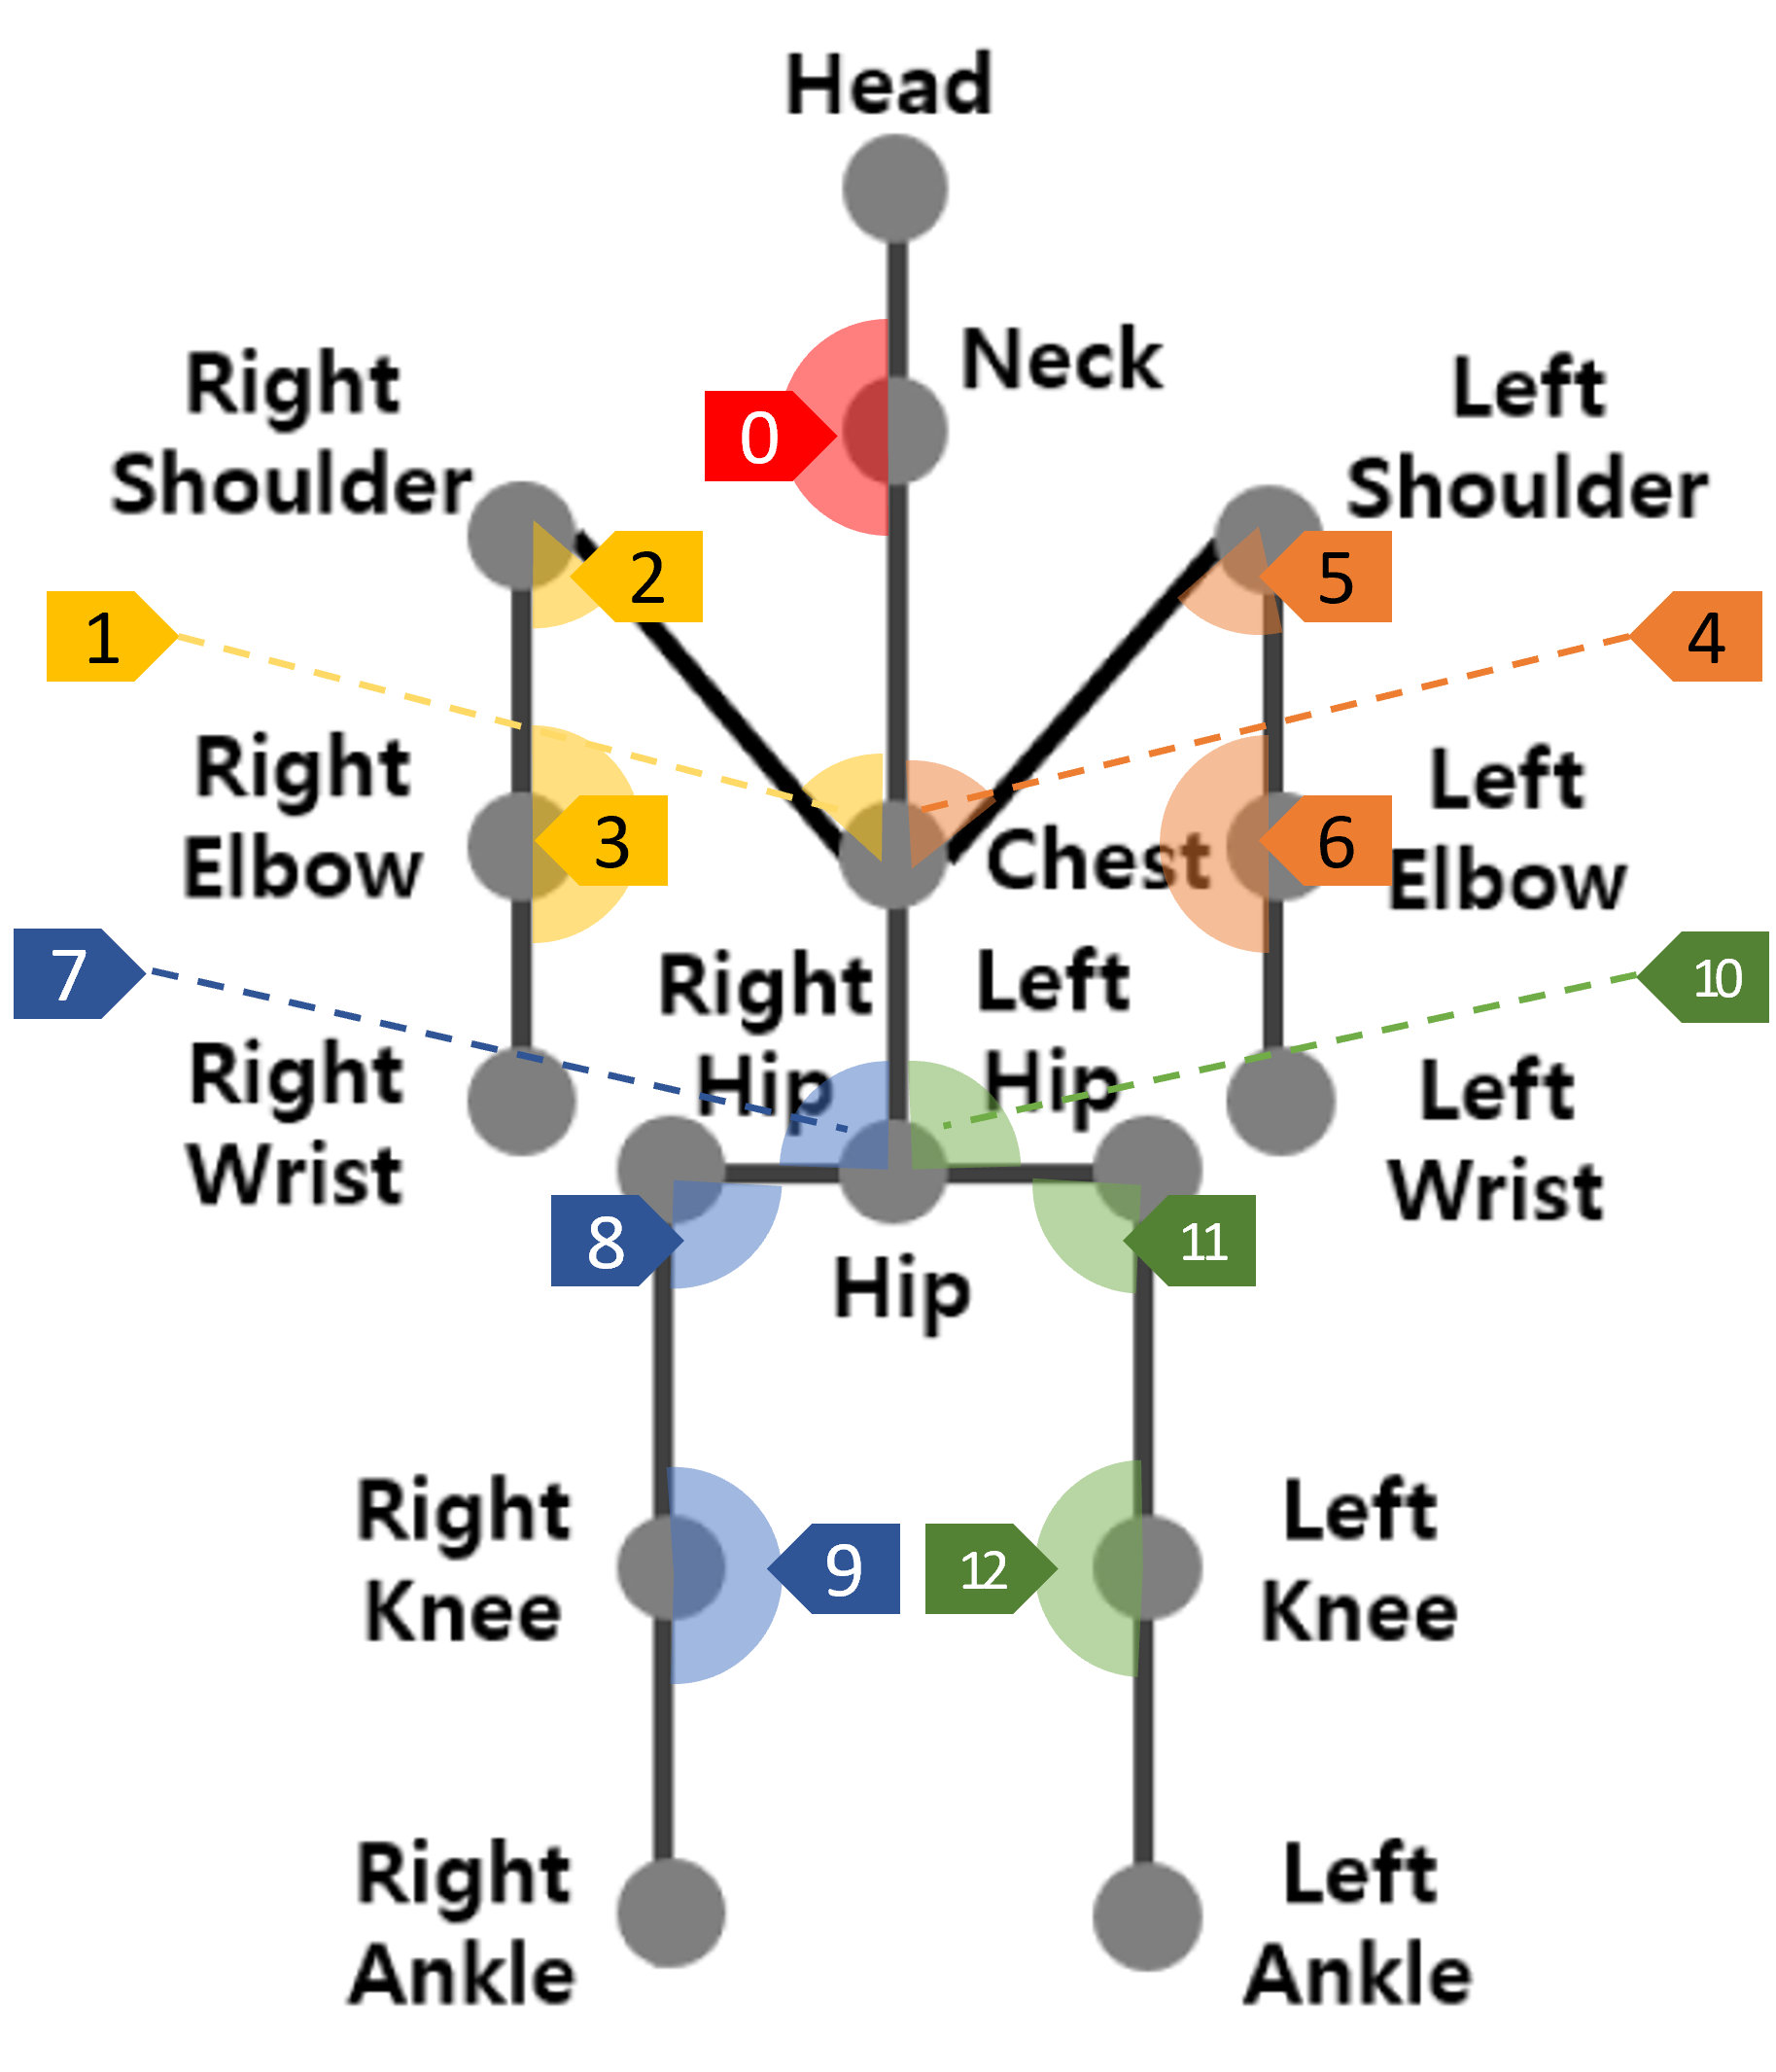 Head
Neck
0
Right
Shoulder
Left
Shoulder
2
5
1
4
Right
Elbow
3
Chest
6
Left
Elbow
7
Right
Hip
Left
Hip
10
Right
Wrist
Left
Wrist
8
11
Hip
Right
Knee
9
12
Left
Knee
Right
Ankle
Left
Ankle